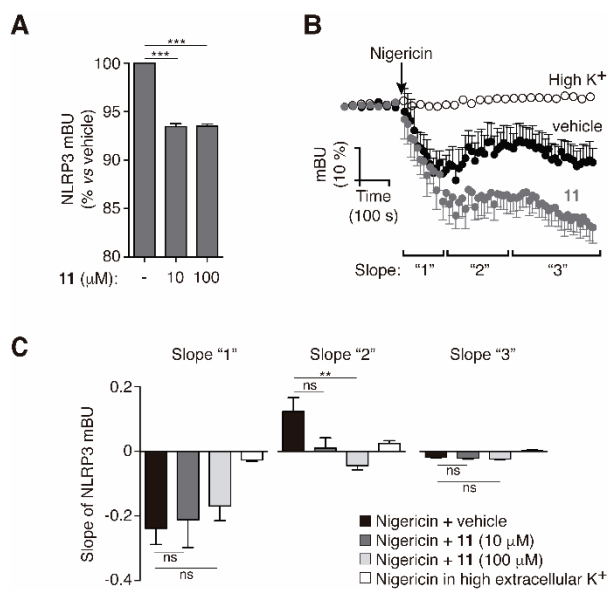 A
NLRP3 mBU
(% vs vehicle)
100
95
90
85
80
***
***
11 (μM): - 10 100
B
Nigericin
High K+
vehicle
11
mBU
(10 %)
Time
(100 s)
Slope: "1" "2" "3"
C
Slope "1" Slope "2" Slope "3"
Slope of NLRP3 mBU
0.2
0
-0.2
-0.4
ns
ns
**
ns
ns
ns
Nigericin + vehicle
Nigericin + 11 (10 μM)
Nigericin + 11 (100 μM)
Nigericin in high extracellular K+